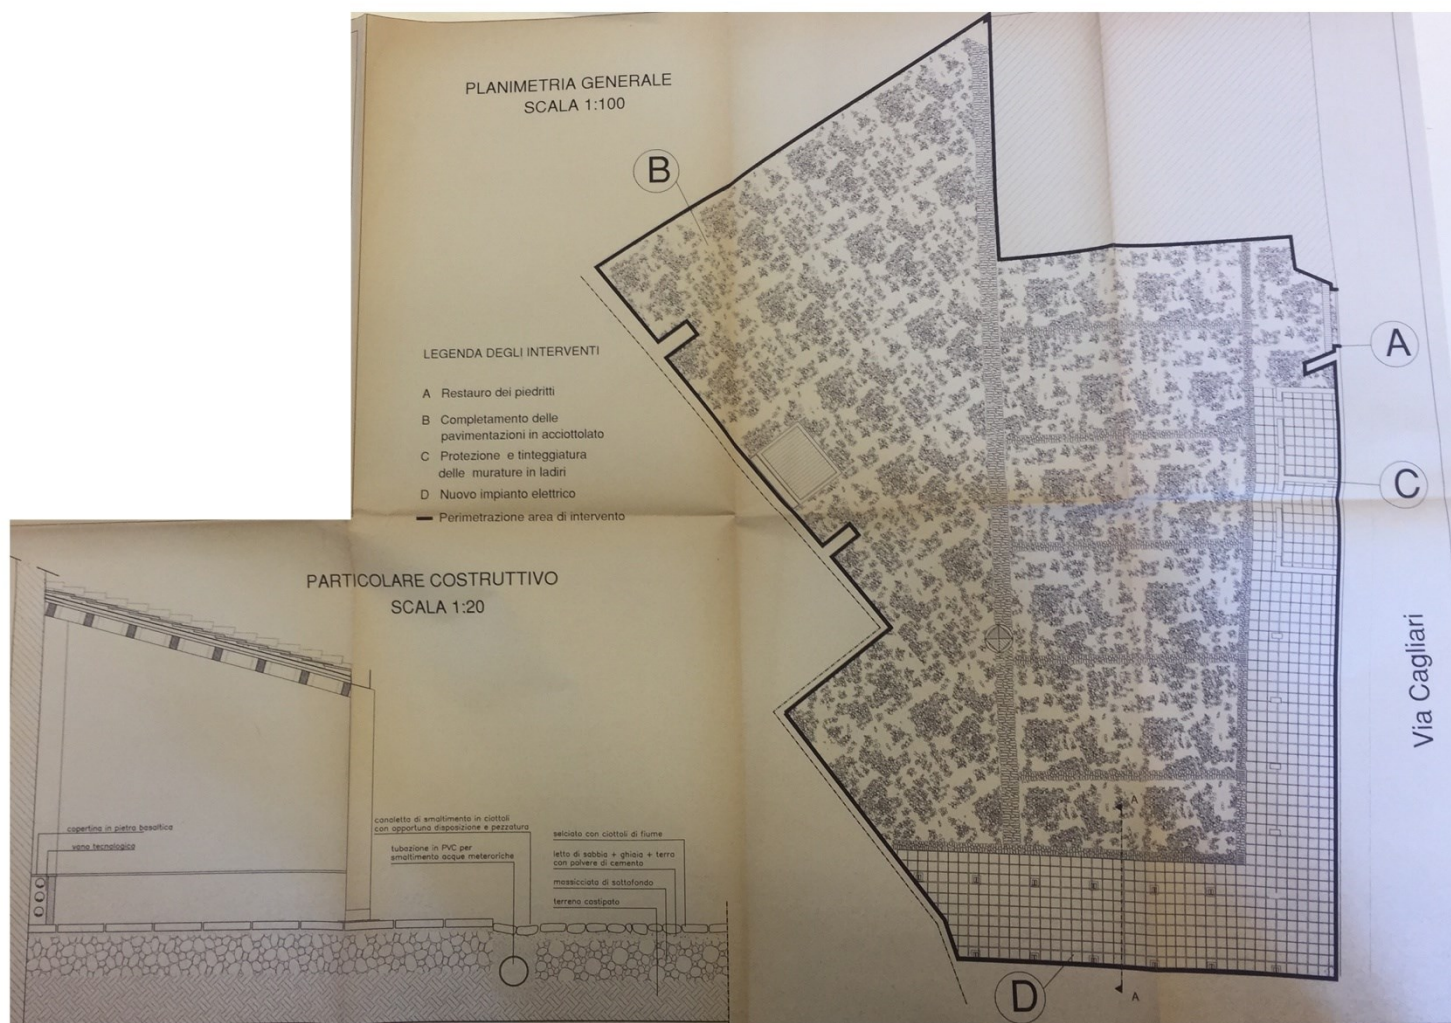 PLANIMETRIA GENERALE
SCALA 1:100
B
LEGENDA DEGLI INTERVENTI
A Restauro dei piedritti
B Completamento delle
pavimentazioni in acciottolato
C Protezione e tinteggiatura
delle murature in ladiri
D Nuovo impianto elettrico
Perimetrazione area di intervento
A
C
Via Cagliari
D
A
A
PARTICOLARE COSTRUTTIVO
SCALA 1:20
copertina in pietra basaltica
vano tecnologico
canaletta di smaltimento in ciottoli
con opportuna disposizione e pezzatura
tubazione in PVC per
smaltimento acque meteroriche
selciato con ciottoli di fiume
letto di sabbia + ghiaia + terra
con polvere di cemento
massicciata di sottofondo
terreno costipato